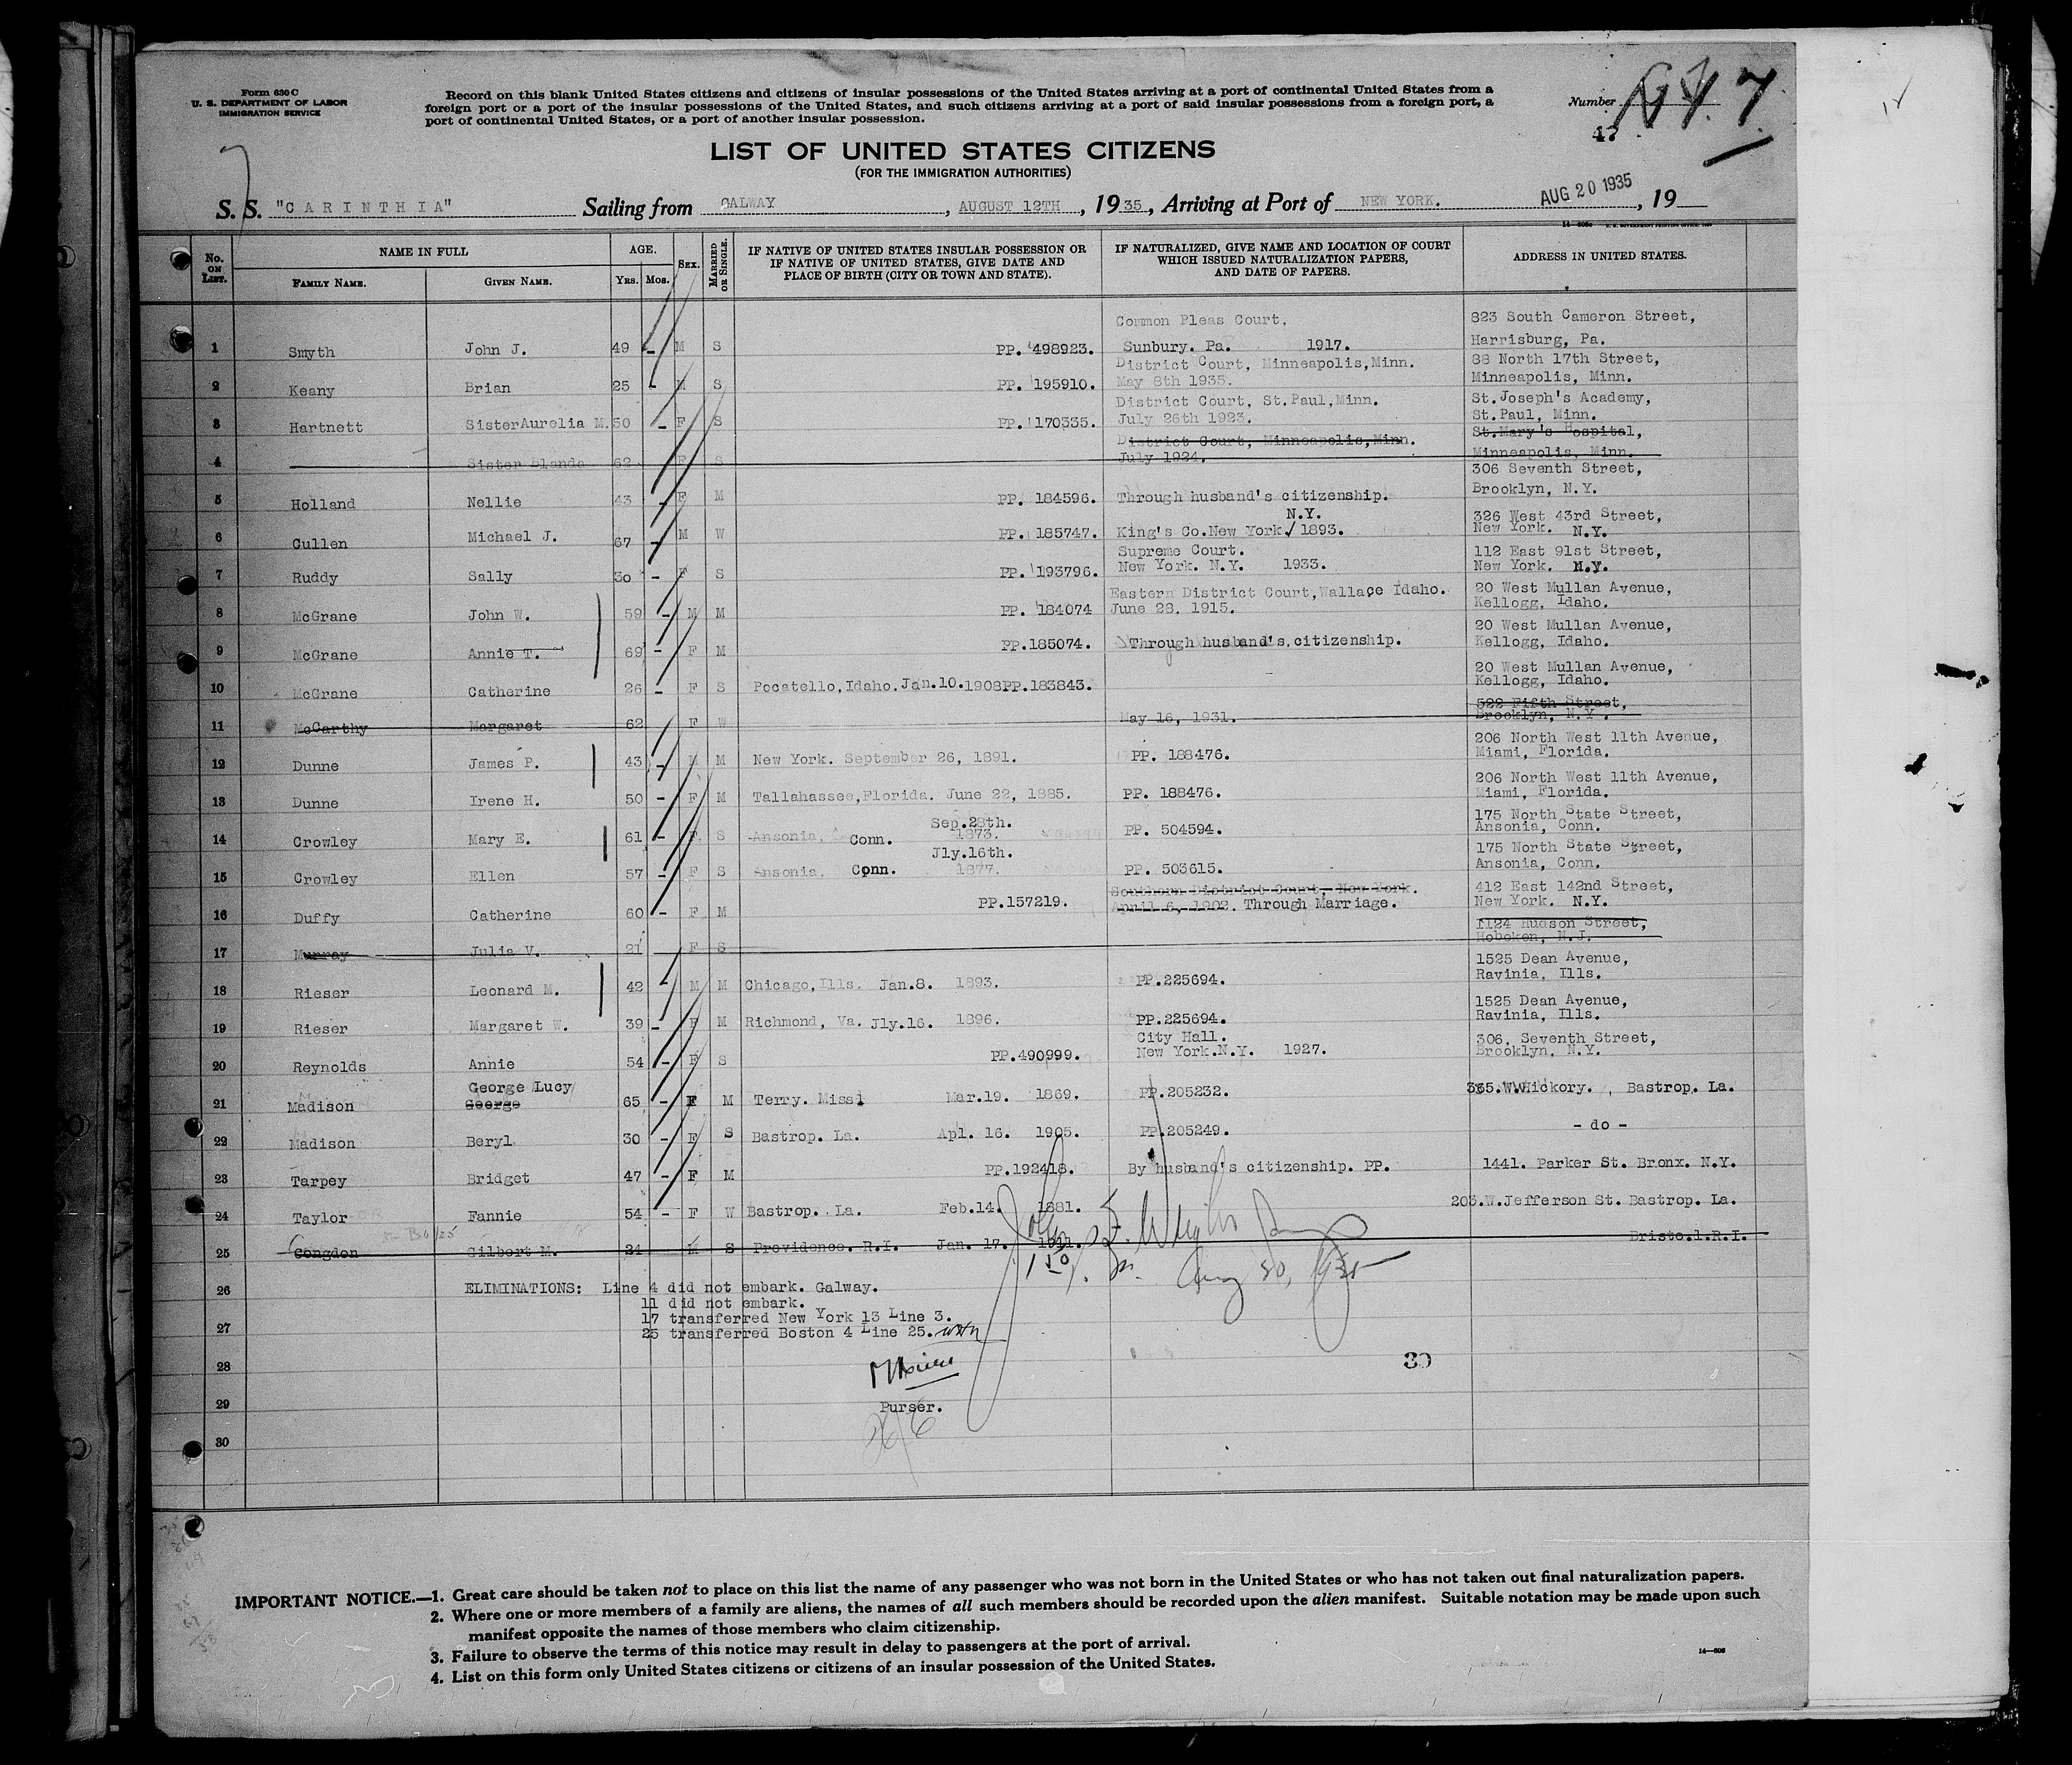 Form 630 C
U. S. DEPARTMENT OF LABOR
IMMIGRATION SERVICE
Record on this blank United States citizens and citizens of insular possessions of the United States arriving at a port of continental United States from a
foreign port or a port of the insular possessions of the United States, and such citizens arriving at a port of said insular possessions from a foreign port, a
port of continental United States, or a port of another insular possession.
Number
47
LIST OF UNITED STATES CITIZENS
(FOR THE IMMIGRATION AUTHORITIES)
S. S. "CARINTHIA" Sailing from GALWAY, AUGUST 12TH, 1935, Arriving at Port of NEW YORK. AUG 20 1935, 19
No. ON LIST. NAME IN FULL FAMILY NAME. GIVEN NAME. AGE. YRS. MOS. SEX. MARRIED OR SINGLE. IF NATIVE OF UNITED STATES INSULAR POSSESSION OR IF NATIVE OF UNITED STATES, GIVE DATE AND PLACE OF BIRTH (CITY OR TOWN AND STATE). IF NATURALIZED, GIVE NAME AND LOCATION OF COURT WHICH ISSUED NATURALIZATION PAPERS, AND DATE OF PAPERS. ADDRESS IN UNITED STATES.
1 Smyth John J. 49 - M S PP. 498923. Common Pleas Court, Sunbury. Pa. 1917. 823 South Cameron Street, Harrisburg, Pa.
2 Keany Brian 25 - M S PP. 195910. District Court, Minneapolis,Minn. May 8th 1935. 88 North 17th Street, Minneapolis, Minn.
3 Hartnett Sister Aurelia M. 50 - F S PP. 170335. District Court, St.Paul,Minn. July 26th 1923. St.Joseph's Academy, St.Paul, Minn.
4 Sister Blanda 62 F S District Court, Minneapolis,Minn. July 1924. St.Mary's Hospital, Minneapolis, Minn.
5 Holland Nellie 43 - F M PP. 184596. Through husband's citizenship. 306 Seventh Street, Brooklyn, N.Y.
6 Cullen Michael J. 67 - M W PP. 185747. King's Co.New York N.Y. / 1893. 326 West 43rd Street, New York. N.Y.
7 Ruddy Sally 30 - F S PP. 193796. Supreme Court. New York. N.Y. 1933. 112 East 91st Street, New York. N.Y.
8 McGrane John W. 59 - M M PP. 184074 Eastern District Court,Wallace Idaho. June 28. 1915. 20 West Mullan Avenue, Kellogg, Idaho.
9 McGrane Annie T. 69 - F M PP.185074. Through husband's citizenship. 20 West Mullan Avenue, Kellogg, Idaho.
10 McGrane Catherine 26 - F S Pocatello,Idaho. Jan.10.1908 PP.183843. 20 West Mullan Avenue, Kellogg, Idaho.
11 McCarthy Margaret 62 F W May 16, 1931. 522 Fifth Street, Brooklyn, N.Y.
12 Dunne James P. 43 - M M New York. September 26, 1891. PP. 188476. 206 North West 11th Avenue, Miami, Florida.
13 Dunne Irene H. 50 - F M Tallahassee,Florida. June 22, 1885. PP. 188476. 206 North West 11th Avenue, Miami, Florida.
14 Crowley Mary E. 61 - F S Ansonia, Conn. Sep.28th. 1873. PP. 504594. 175 North State Street, Ansonia, Conn.
15 Crowley Ellen 57 - F S Ansonia, Conn. Jly.16th. 1877. PP. 503615. 175 North State Street, Ansonia, Conn.
16 Duffy Catherine 60 - F M PP.157219. Southern District Court, New York. April 6, 1902. Through Marriage. 412 East 142nd Street, New York. N.Y.
17 Murray Julia V. 21 F S 1124 Hudson Street, Hoboken, N.J.
18 Rieser Leonard M. 42 - M M Chicago,Ills. Jan.8. 1893. PP.225694. 1525 Dean Avenue, Ravinia, Ills.
19 Rieser Margaret W. 39 - F M Richmond, Va. Jly.16. 1896. PP.225694. 1525 Dean Avenue, Ravinia, Ills.
20 Reynolds Annie 54 - F S PP.490999. City Hall. New York.N.Y. 1927. 306, Seventh Street, Brooklyn, N.Y.
21 Madison George Lucy George 65 - F M Terry. Miss Mar.19. 1869. PP.205232. 335.W.Hickory. , Bastrop. La.
22 Madison Beryl 30 - F S Bastrop. La. Apl. 16. 1905. PP.205249. - do -
23 Tarpey Bridget 47 - F M PP.192418. By husband's citizenship. PP. 1441. Parker St. Bronx. N.Y.
24 Taylor Fannie 54 - F W Bastrop. La. Feb.14. 1881. 203.W.Jefferson St. Bastrop. La.
25 Congdon Gilbert M. 24 M S Providence. R.I. Jan. 17. 1911. Bristol.R.I.
26 ELIMINATIONS: Line 4 did not embark. Galway.
11 did not embark.
17 transferred New York 13 Line 3.
27
25 transferred Boston 4 Line 25.
Aug 20, 1935
28
30
29
Purser.
30
IMPORTANT NOTICE.—1. Great care should be taken not to place on this list the name of any passenger who was not born in the United States or who has not taken out final naturalization papers.
2. Where one or more members of a family are aliens, the names of all such members should be recorded upon the alien manifest. Suitable notation may be made upon such
manifest opposite the names of those members who claim citizenship.
3. Failure to observe the terms of this notice may result in delay to passengers at the port of arrival.
4. List on this form only United States citizens or citizens of an insular possession of the United States.